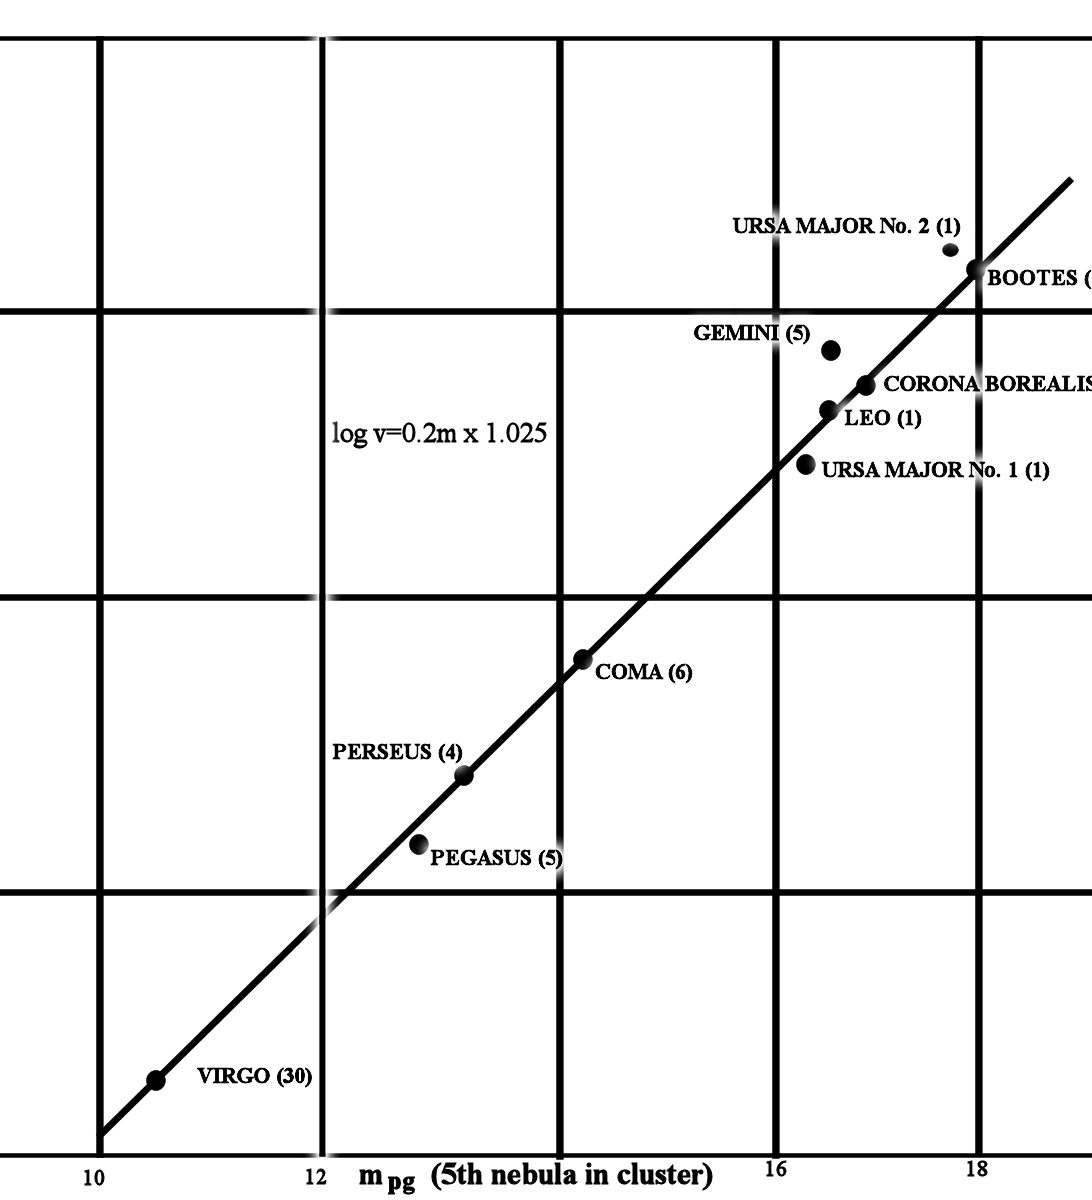 URSA MAJOR No. 2 (1)
BOOTES (
GEMINI (5)
CORONA BOREALIS
LEO (1)
log v=0.2m x 1.025
URSA MAJOR No. 1 (1)
COMA (6)
PERSEUS (4)
PEGASUS (5)
VIRGO (30)
10 12 mpg (5th nebula in cluster) 16 18